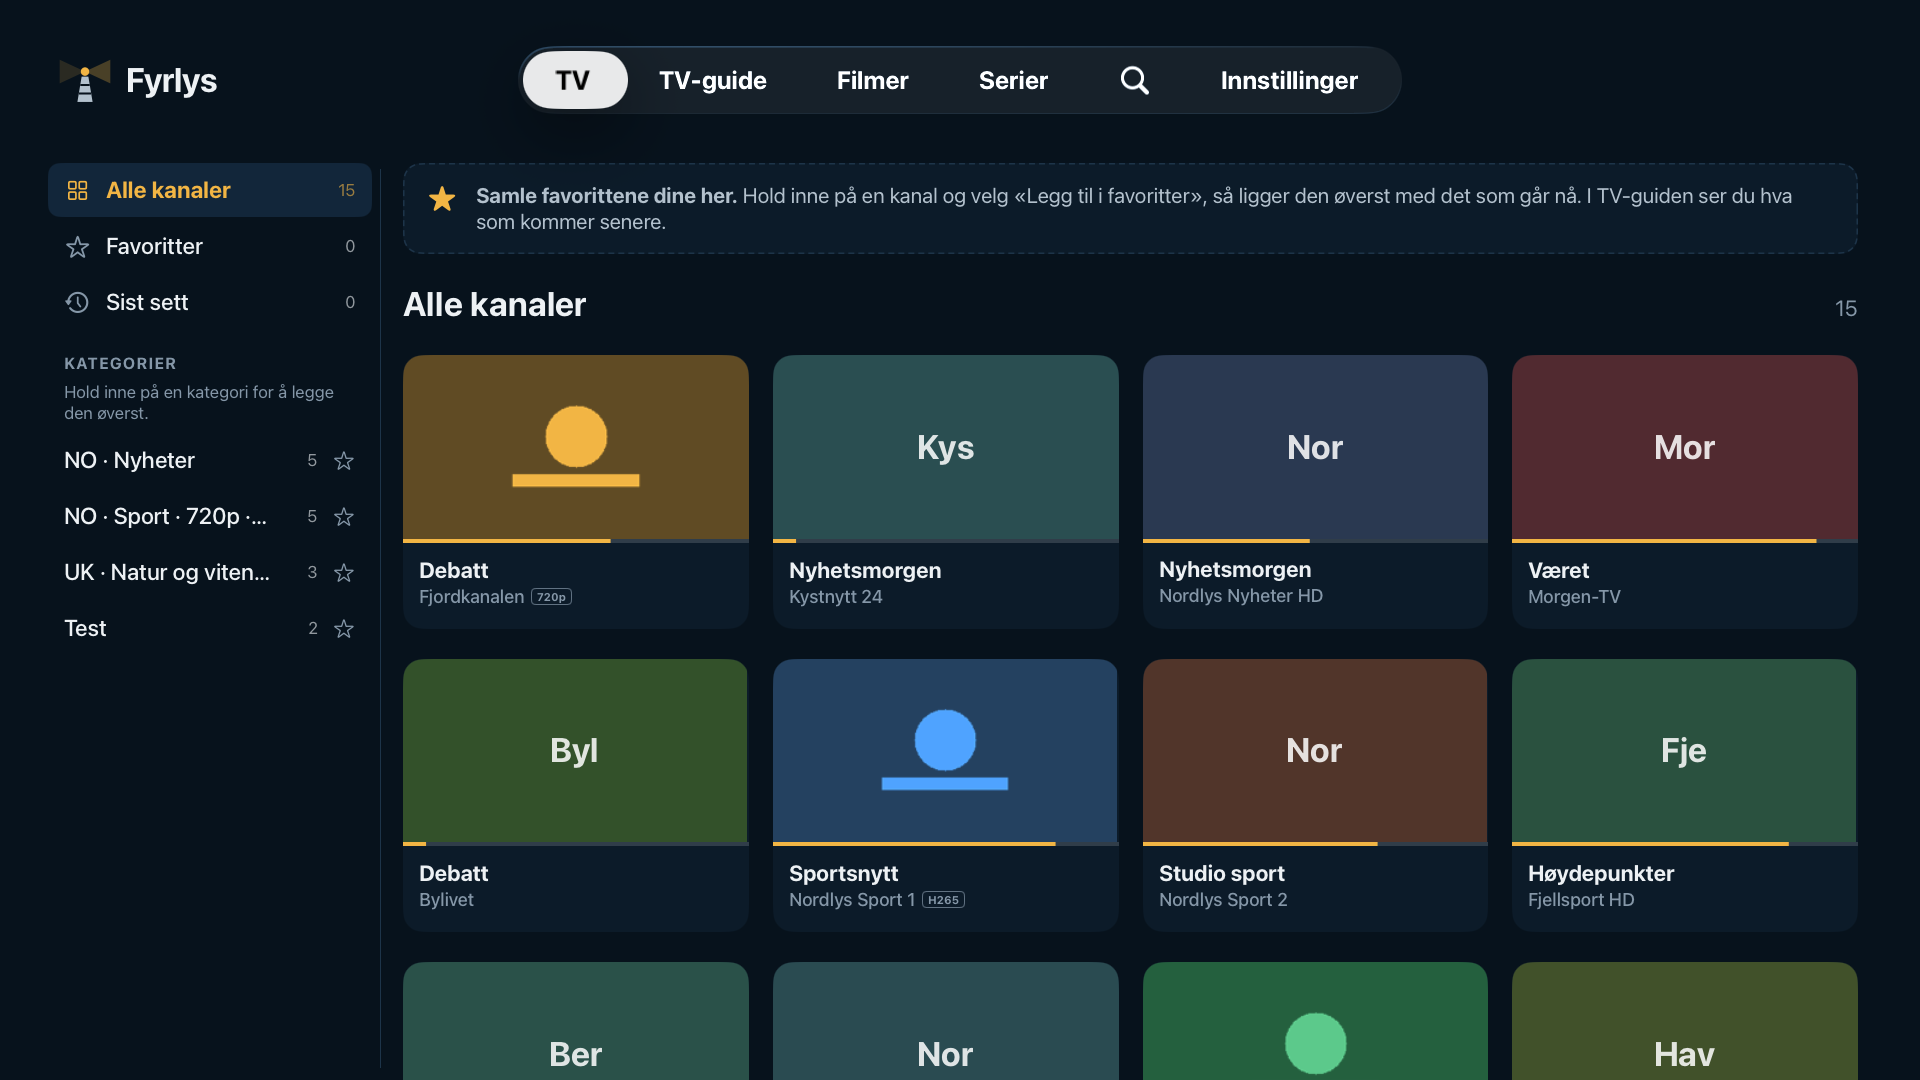 Fyrlys
TV
TV-guide
Filmer
Serier
Innstillinger
Alle kanaler 15
Favoritter 0
Sist sett 0
KATEGORIER
Hold inne på en kategori for å legge
den øverst.
NO · Nyheter 5
NO · Sport · 720p ·... 5
UK · Natur og viten... 3
Test 2
Samle favorittene dine her. Hold inne på en kanal og velg «Legg til i favoritter», så ligger den øverst med det som går nå. I TV-guiden ser du hva
som kommer senere.
Alle kanaler
15
Debatt
Fjordkanalen 720p
Kys
Nyhetsmorgen
Kystnytt 24
Nor
Nyhetsmorgen
Nordlys Nyheter HD
Mor
Været
Morgen-TV
Byl
Debatt
Bylivet
Sportsnytt
Nordlys Sport 1 H265
Nor
Studio sport
Nordlys Sport 2
Fje
Høydepunkter
Fjellsport HD
Ber
Nor
Hav